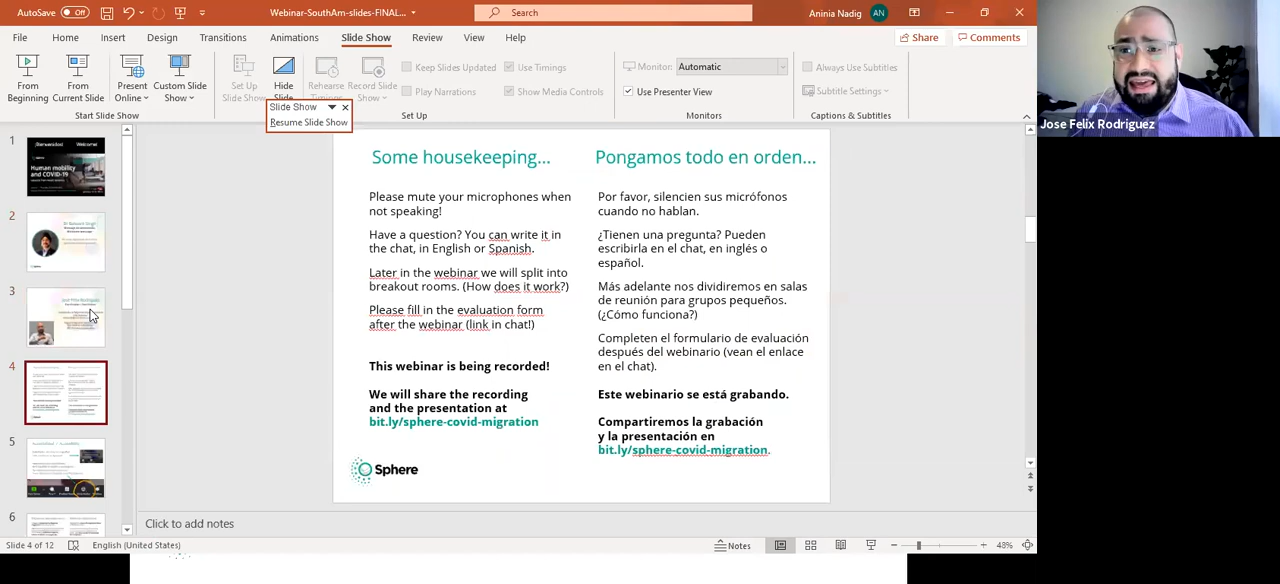 AutoSave Off
Webinar-SouthAm-slides-FINAL...
Search
Aninia Nadig AN
File Home Insert Design Transitions Animations Slide Show Review View Help
Share Comments
From Beginning
From Current Slide
Present Online
Custom Slide Show
Set Up Slide Show
Hide Slide
Rehearse Timings
Record Slide Show
Keep Slides Updated
Play Narrations
Use Timings
Show Media Controls
Monitor: Automatic
Use Presenter View
Always Use Subtitles
Subtitle Settings
Start Slide Show
Set Up
Monitors
Captions & Subtitles
Slide Show
Resume Slide Show
Jose Felix Rodriguez
1
Human mobility
and COVID-19
2
3
4
5
6
Some housekeeping...
Please mute your microphones when
not speaking!
Have a question? You can write it in
the chat, in English or Spanish.
Later in the webinar we will split into
breakout rooms. (How does it work?)
Please fill in the evaluation form
after the webinar (link in chat!)
This webinar is being recorded!
We will share the recording
and the presentation at
bit.ly/sphere-covid-migration
Sphere
Pongamos todo en orden...
Por favor, silencien sus micrófonos
cuando no hablan.
¿Tienen una pregunta? Pueden
escribirla en el chat, en inglés o
español.
Más adelante nos dividiremos en salas
de reunión para grupos pequeños.
(¿Cómo funciona?)
Completen el formulario de evaluación
después del webinario (vean el enlace
en el chat).
Este webinario se está grabando.
Compartiremos la grabación
y la presentación en
bit.ly/sphere-covid-migration.
Click to add notes
Slide 4 of 12
English (United States)
Notes
48%